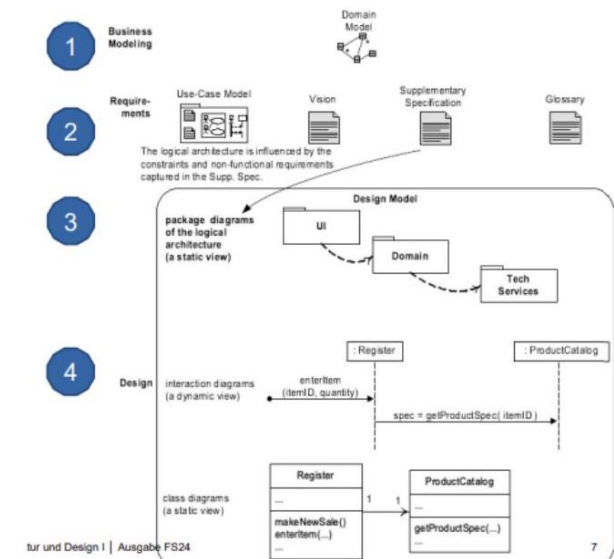 Domain
Model
1
Business
Modeling
2
Require-
ments
Use-Case Model
Vision
Supplementary
Specification
Glossary
The logical architecture is influenced by the
constraints and non-functional requirements
captured in the Supp. Spec.
3
Design Model
package diagrams
of the logical
architecture
(a static view)
UI
Domain
Tech
Services
4
Design
interaction diagrams
(a dynamic view)
enterItem
(itemID, quantity)
: Register
: ProductCatalog
spec = getProductSpec( itemID )
class diagrams
(a static view)
Register
...
makeNewSale()
enterItem(...)
...
1
1
ProductCatalog
...
getProductSpec(...)
...
tur und Design I | Ausgabe FS24
7